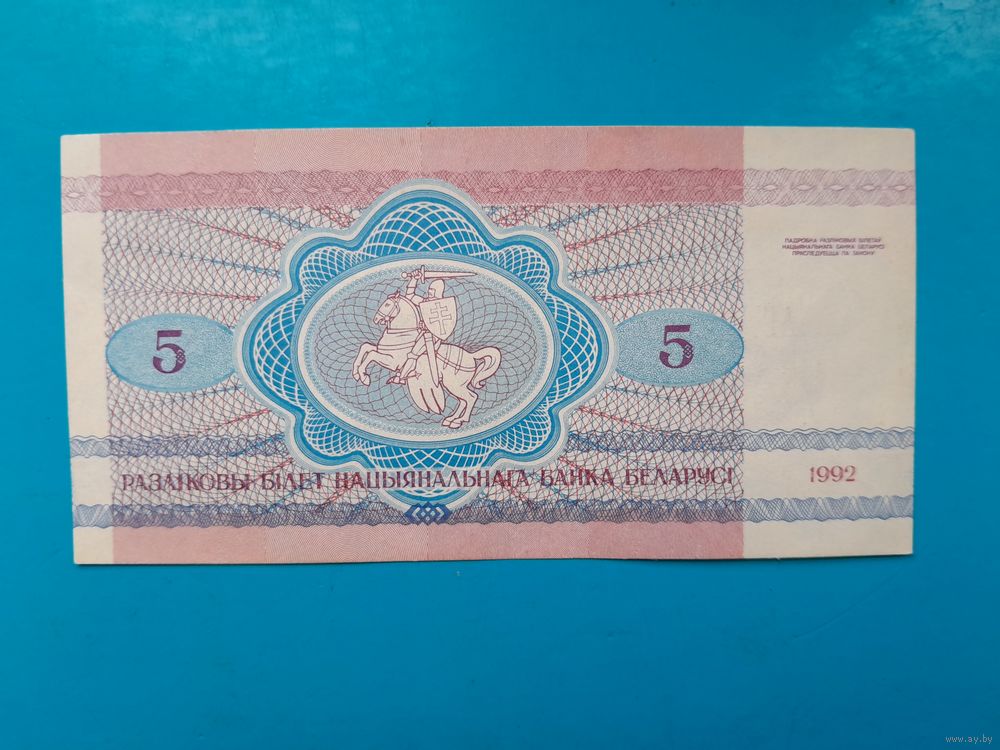 ПАДРОБКА РАЗЛІКОВЫХ БІЛЕТАЎ
НАЦЫЯНАЛЬНАГА БАНКА БЕЛАРУСІ
ПРАСЛЕДУЕЦЦА ПА ЗАКОНУ
5
5
РАЗЛІКОВЫ БІЛЕТ НАЦЫЯНАЛЬНАГА БАНКА БЕЛАРУСІ
1992
www.ay.by